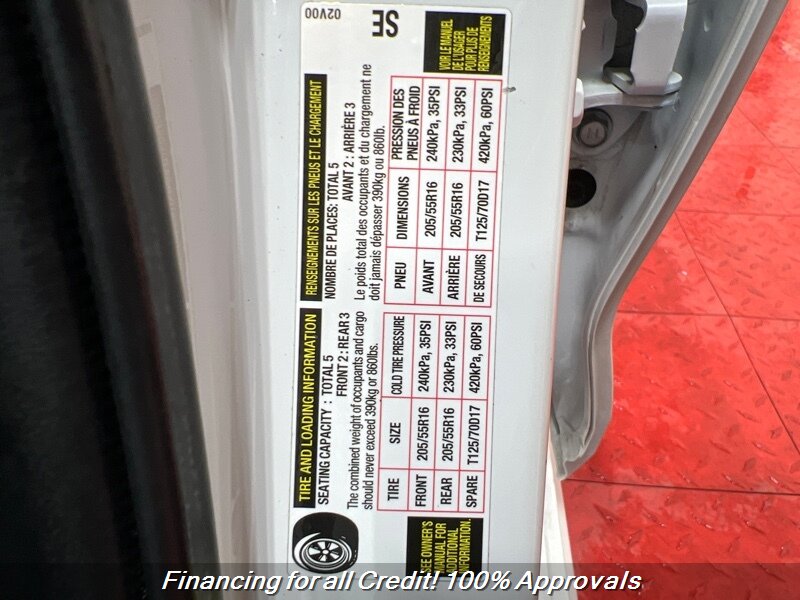 TIRE AND LOADING INFORMATION
SEATING CAPACITY : TOTAL 5
FRONT 2: REAR 3
The combined weight of occupants and cargo
should never exceed 390kg or 860lbs.
TIRE SIZE COLD TIRE PRESSURE
FRONT 205/55R16 240kPa, 35PSI
REAR 205/55R16 230kPa, 33PSI
SPARE T125/70D17 420kPa, 60PSI
SEE OWNER'S
MANUAL FOR
ADDITIONAL
INFORMATION.
RENSEIGNEMENTS SUR LES PNEUS ET LE CHARGEMENT
NOMBRE DE PLACES: TOTAL 5
AVANT 2 : ARRIÈRE 3
Le poids total des occupants et du chargement ne
doit jamais dépasser 390kg ou 860lb.
PNEU DIMENSIONS PRESSION DES
PNEUS À FROID
AVANT 205/55R16 240kPa, 35PSI
ARRIÈRE 205/55R16 230kPa, 33PSI
DE SECOURS T125/70D17 420kPa, 60PSI
VOIR LE MANUEL
DE L'USAGER
POUR PLUS DE
RENSEIGNEMENTS
02V00
SE
Financing for all Credit! 100% Approvals